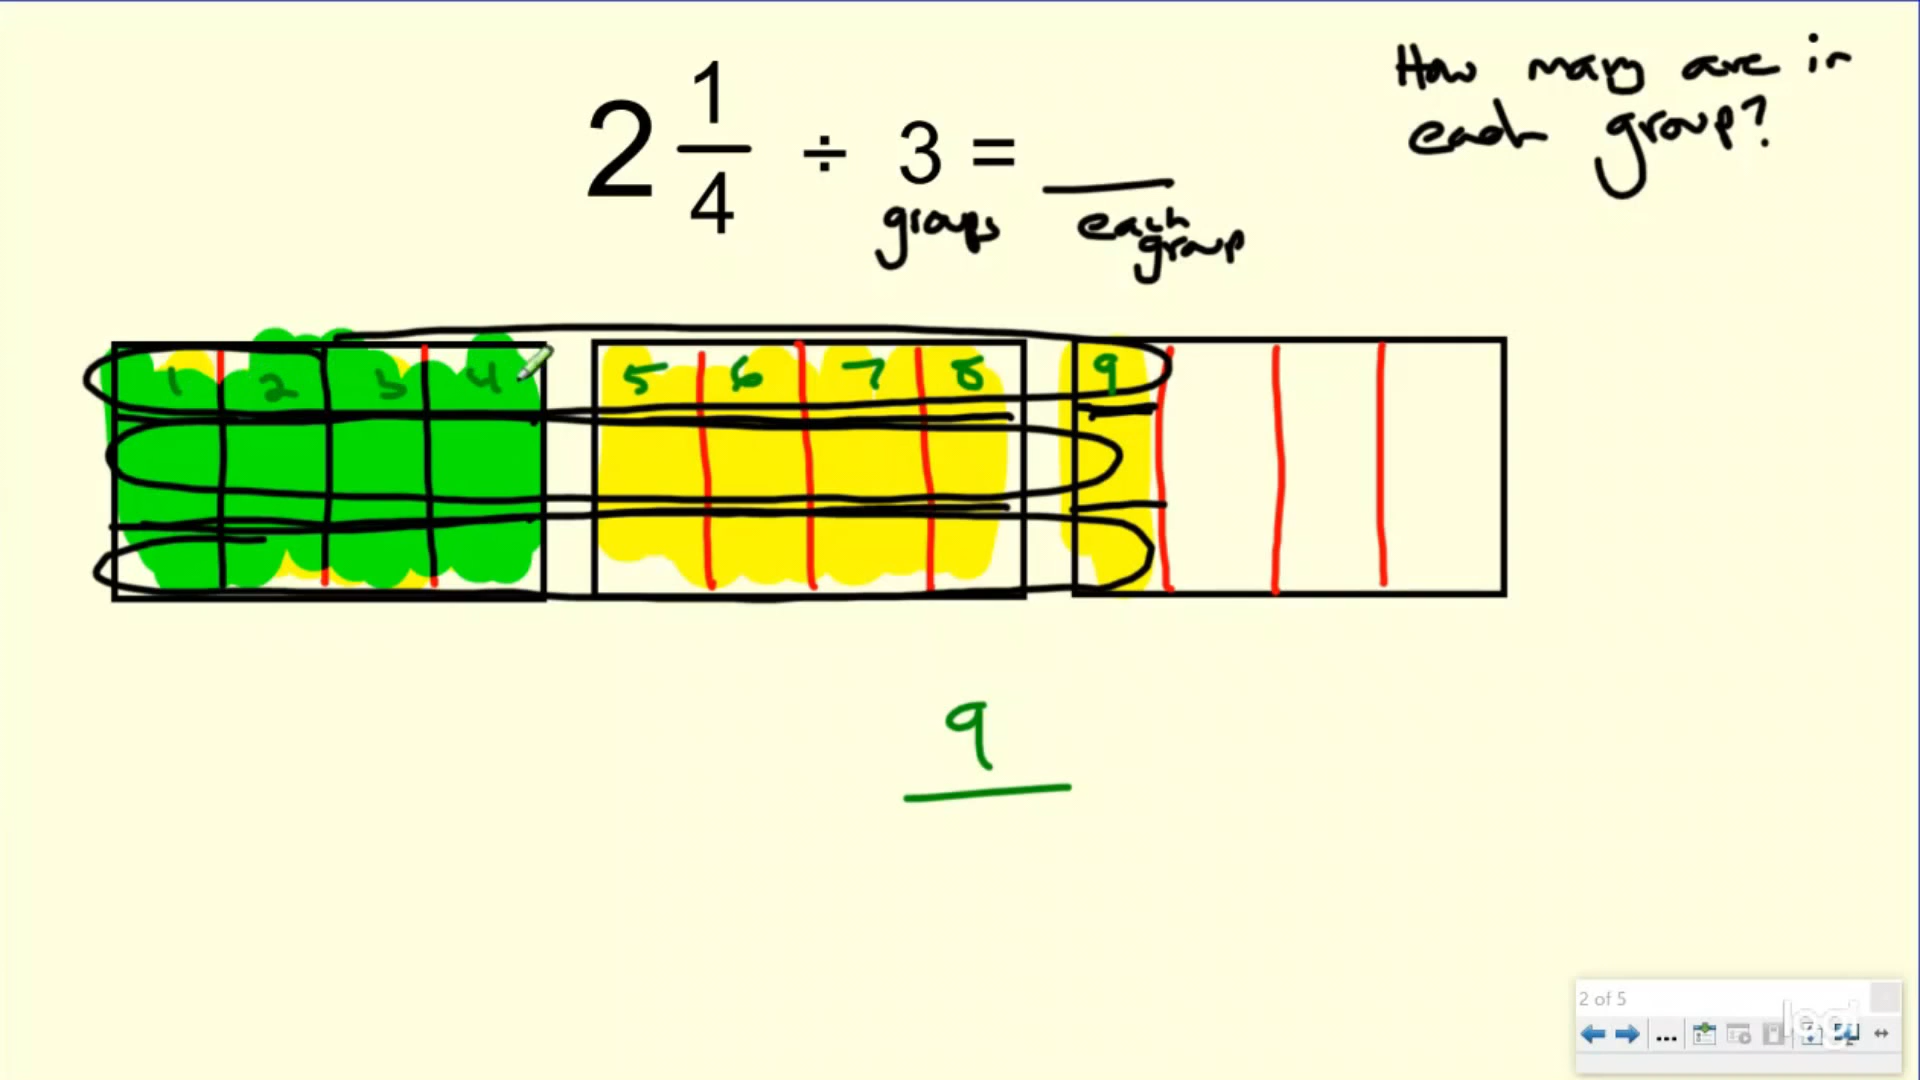 How many are in
each group?
2 1/4 ÷ 3 = ___
groups each
group
1 2 3 4 5 6 7 8 9
9
2 of 5
...
logi